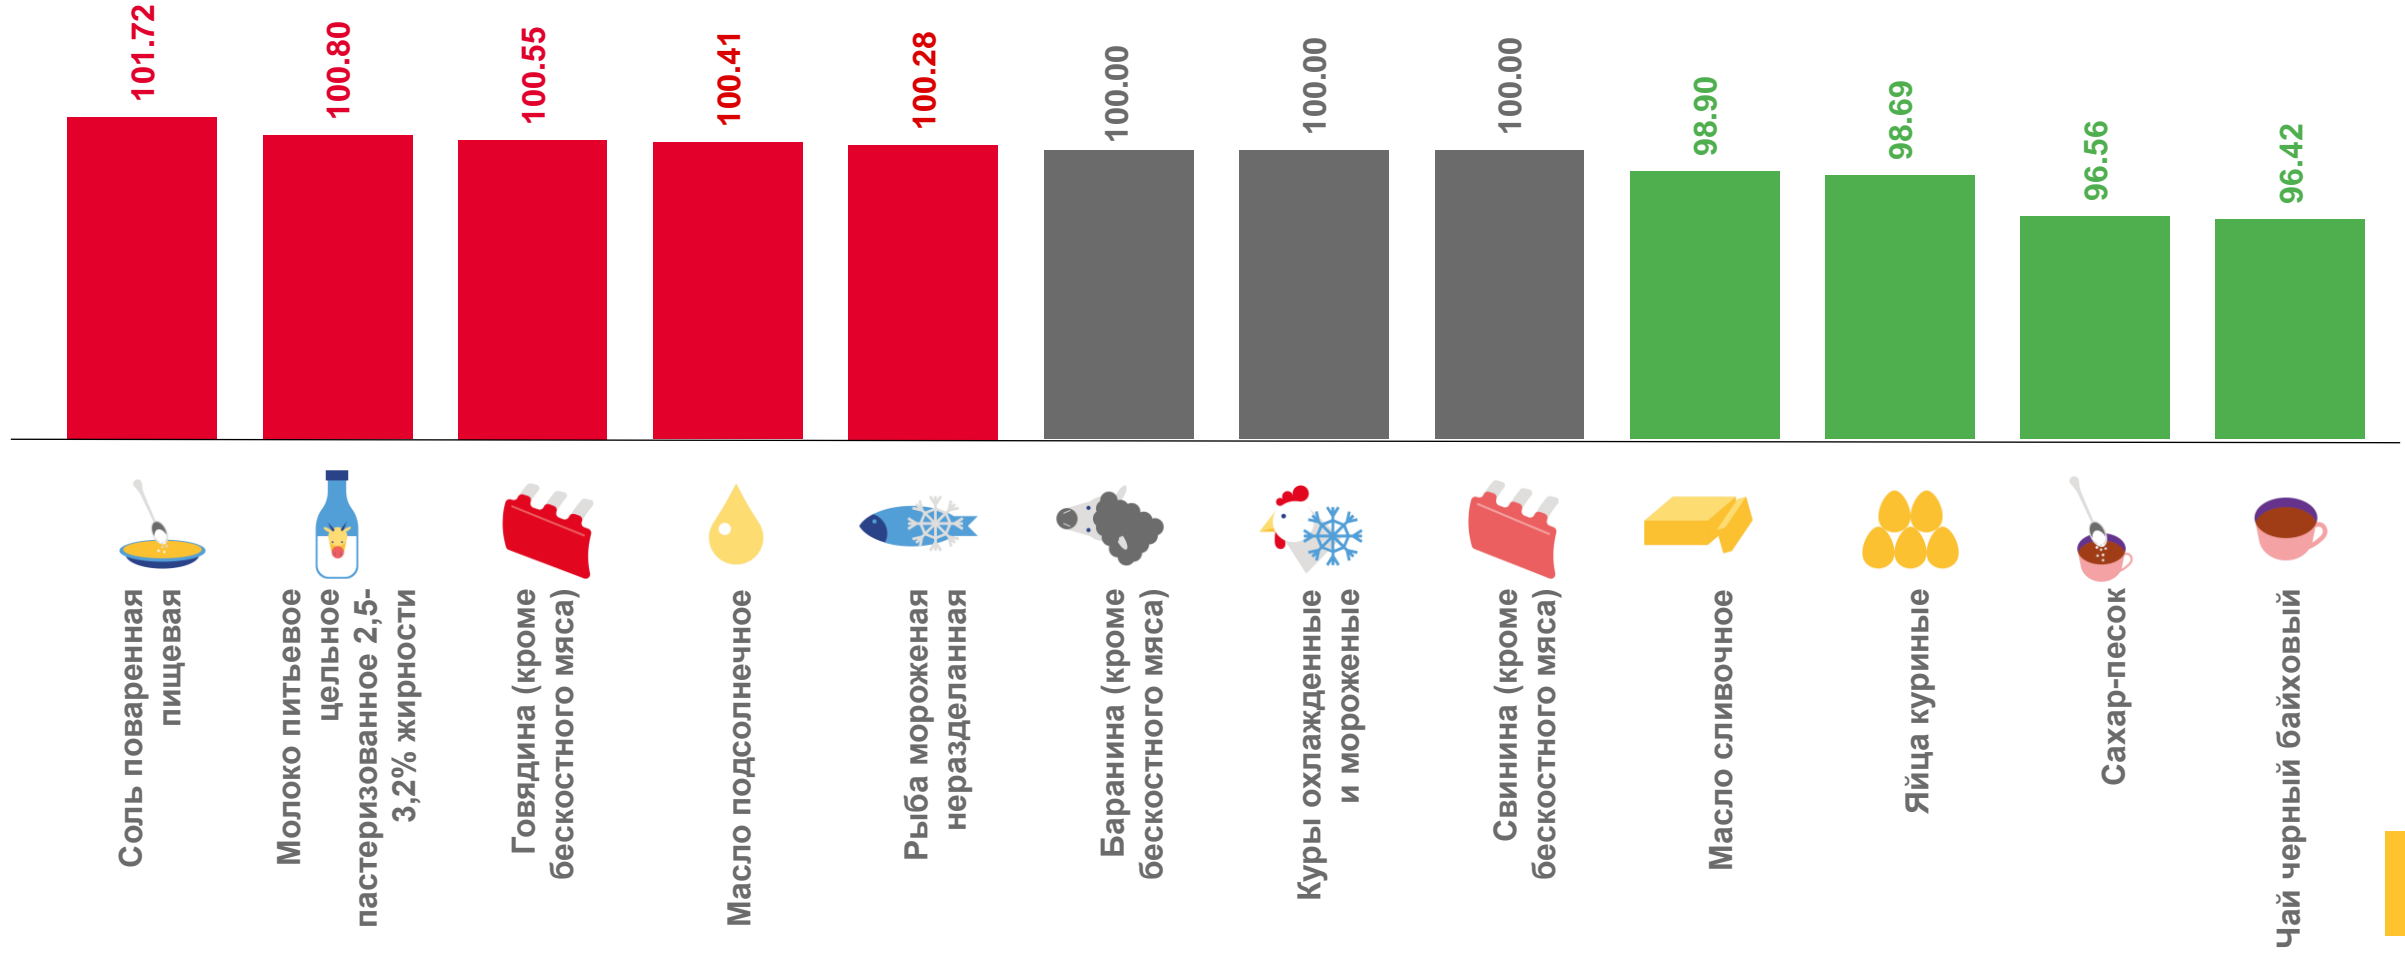 101.72
100.80
100.55
100.41
100.28
100.00
100.00
100.00
98.90
98.69
96.56
96.42
Соль поваренная
пищевая
Молоко питьевое
цельное
пастеризованное 2,5-
3,2% жирности
Говядина (кроме
бескостного мяса)
Масло подсолнечное
Рыба мороженая
неразделанная
Баранина (кроме
бескостного мяса)
Куры охлажденные
и мороженые
Свинина (кроме
бескостного мяса)
Масло сливочное
Яйца куриные
Сахар-песок
Чай черный байховый